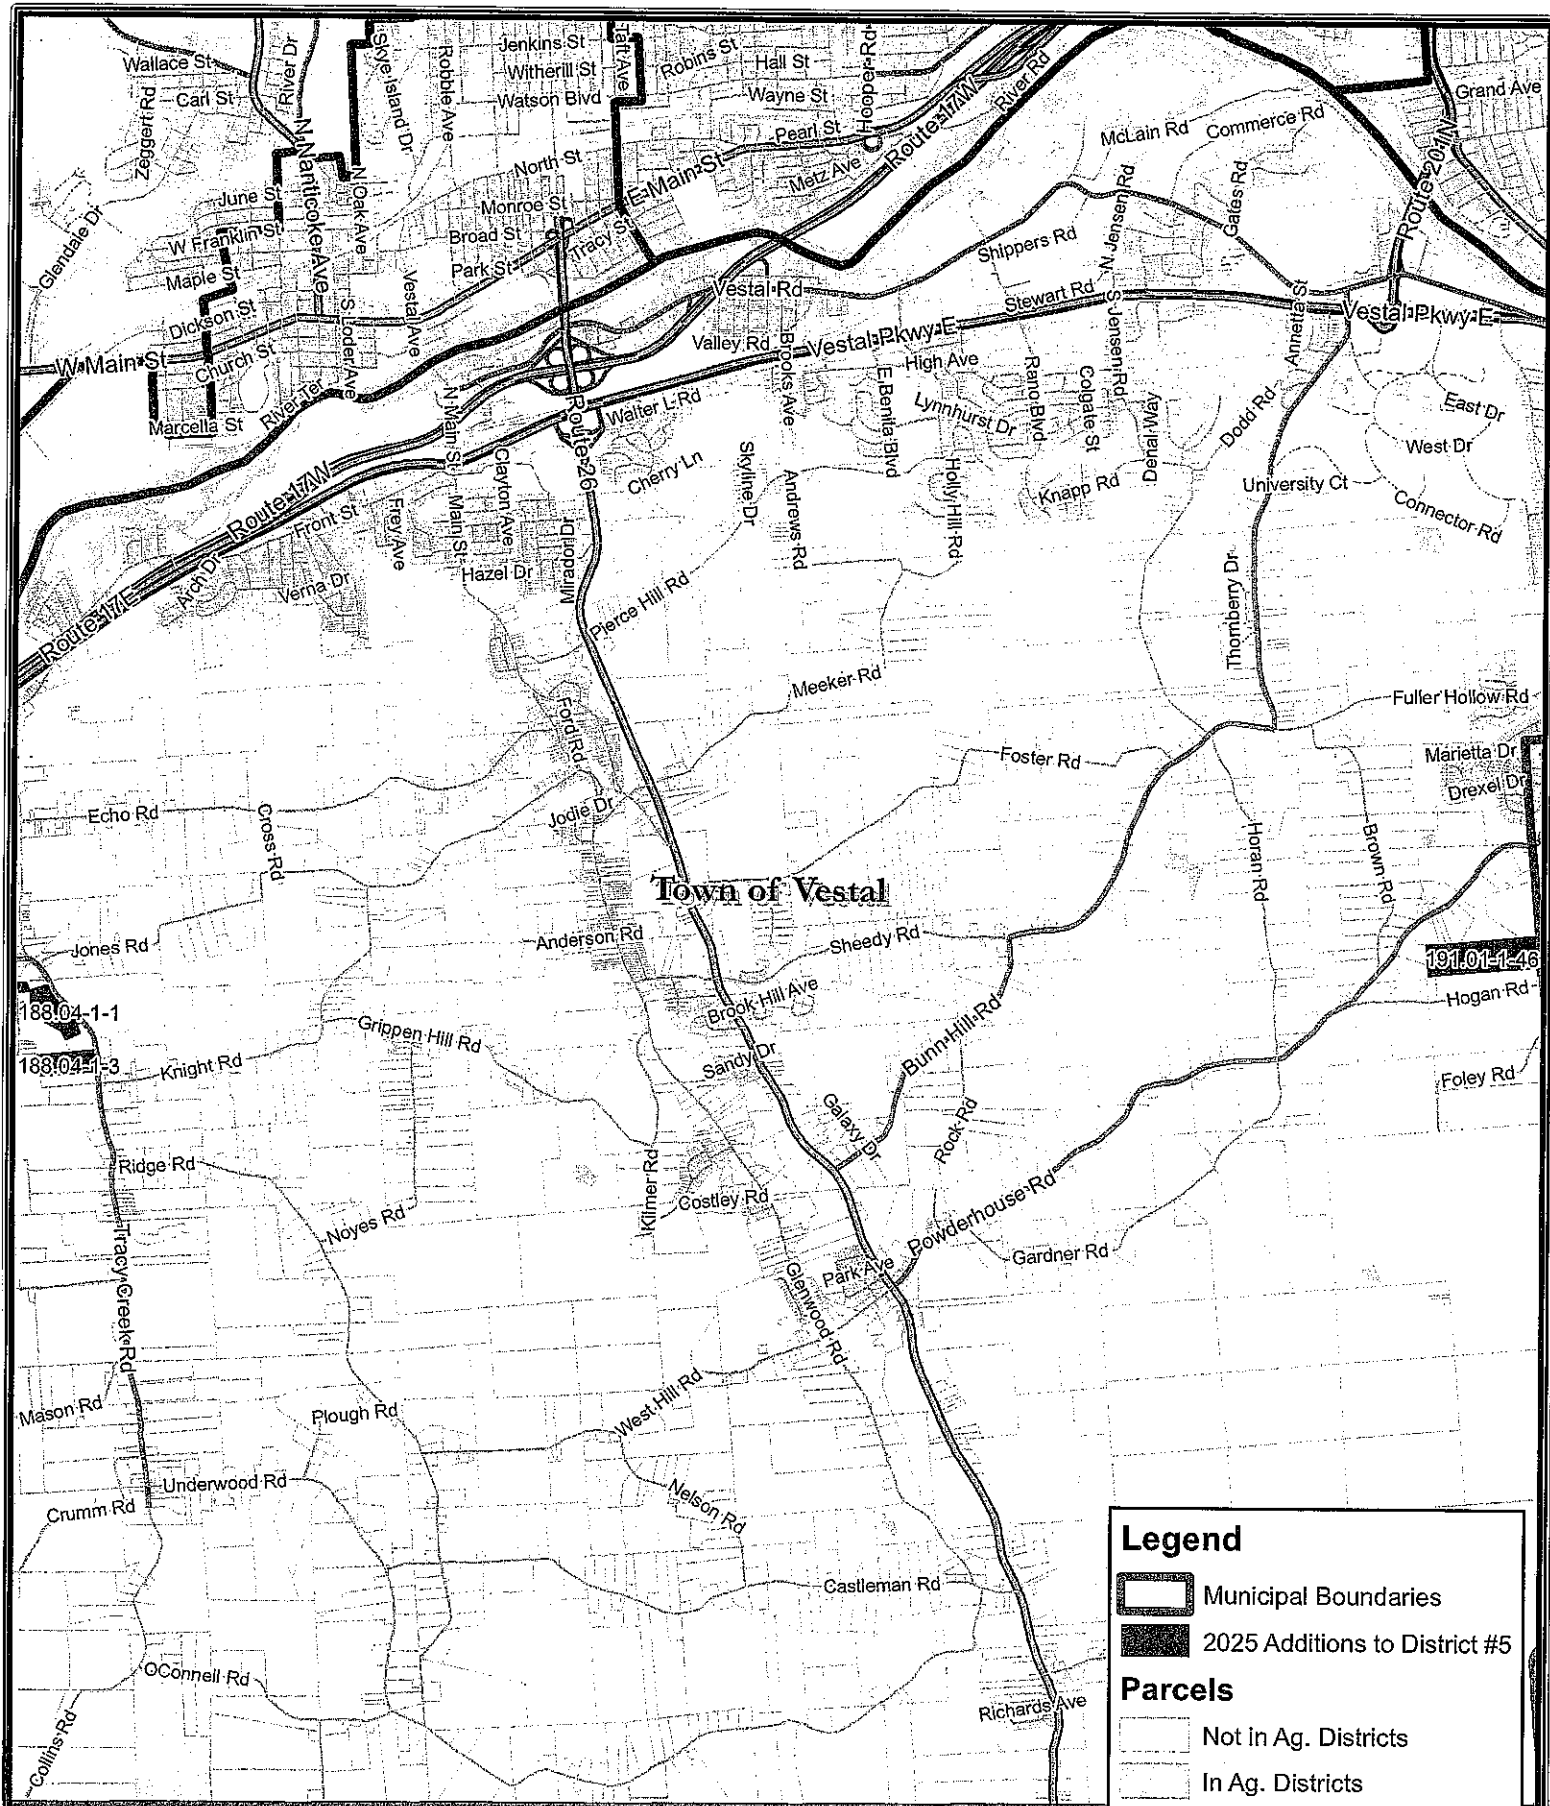 Wallace St
Carl St
Zeggert Rd
River Dr
N Nanticoke Ave
Skye Island Dr
Robble Ave
Jenkins St
Witherill St
Watson Blvd
Taft Ave
Robins St
Hall St
Wayne St
Hooper Rd
Pearl St
Metz Ave
Route 17W
River Rd
McLain Rd
Commerce Rd
Grand Ave
Route 201N
Gates Rd
N Jensen Rd
North St
Monroe St
Broad St
Park St
Tracy St
E Main St
June St
N Oak Ave
W Franklin St
Maple St
Dickson St
Church St
S Loder Ave
Vestal Ave
Glendale Dr
W Main St
Marcella St
River Ter
Shippers Rd
Stewart Rd
S Jensen Rd
Annette St
Vestal Pkwy E
Vestal Rd
Valley Rd
Brooks Ave
Vestal Pkwy E
High Ave
E Benita Blvd
Lynnhurst Dr
Rano Blvd
Colgate St
Denal Way
Dodd Rd
East Dr
West Dr
University Ct
Connector Rd
N Main St
Walter L Rd
Route 26
Cherry Ln
Skyline Dr
Andrews Rd
Holly Hill Rd
Knapp Rd
Route 17W
Front St
Frey Ave
Main St
Clayton Ave
Hazel Dr
Mirador Dr
Arch Dr
Verna Dr
Route 17E
Pierce Hill Rd
Thornberry Dr
Meeker Rd
Fuller Hollow Rd
Ford Rd
Foster Rd
Marietta Dr
Drexel Dr
Echo Rd
Cross Rd
Jodie Dr
Horan Rd
Brown Rd
Town of Vestal
Jones Rd
Anderson Rd
Sheedy Rd
191.01-1-46
Hogan Rd
188.04-1-1
188.04-1-3
Knight Rd
Grippen Hill Rd
Brook Hill Ave
Sandy Dr
Bunn Hill Rd
Galaxy Dr
Rock Rd
Foley Rd
Ridge Rd
Noyes Rd
Kilmer Rd
Costley Rd
Powderhouse Rd
Gardner Rd
Park Ave
Glenwood Rd
Tracy Creek Rd
Mason Rd
Plough Rd
West Hill Rd
Underwood Rd
Nelson Rd
Crumm Rd
Castleman Rd
OConnell Rd
Collins Rd
Richards Ave
Legend
Municipal Boundaries
2025 Additions to District #5
Parcels
Not in Ag. Districts
In Ag. Districts